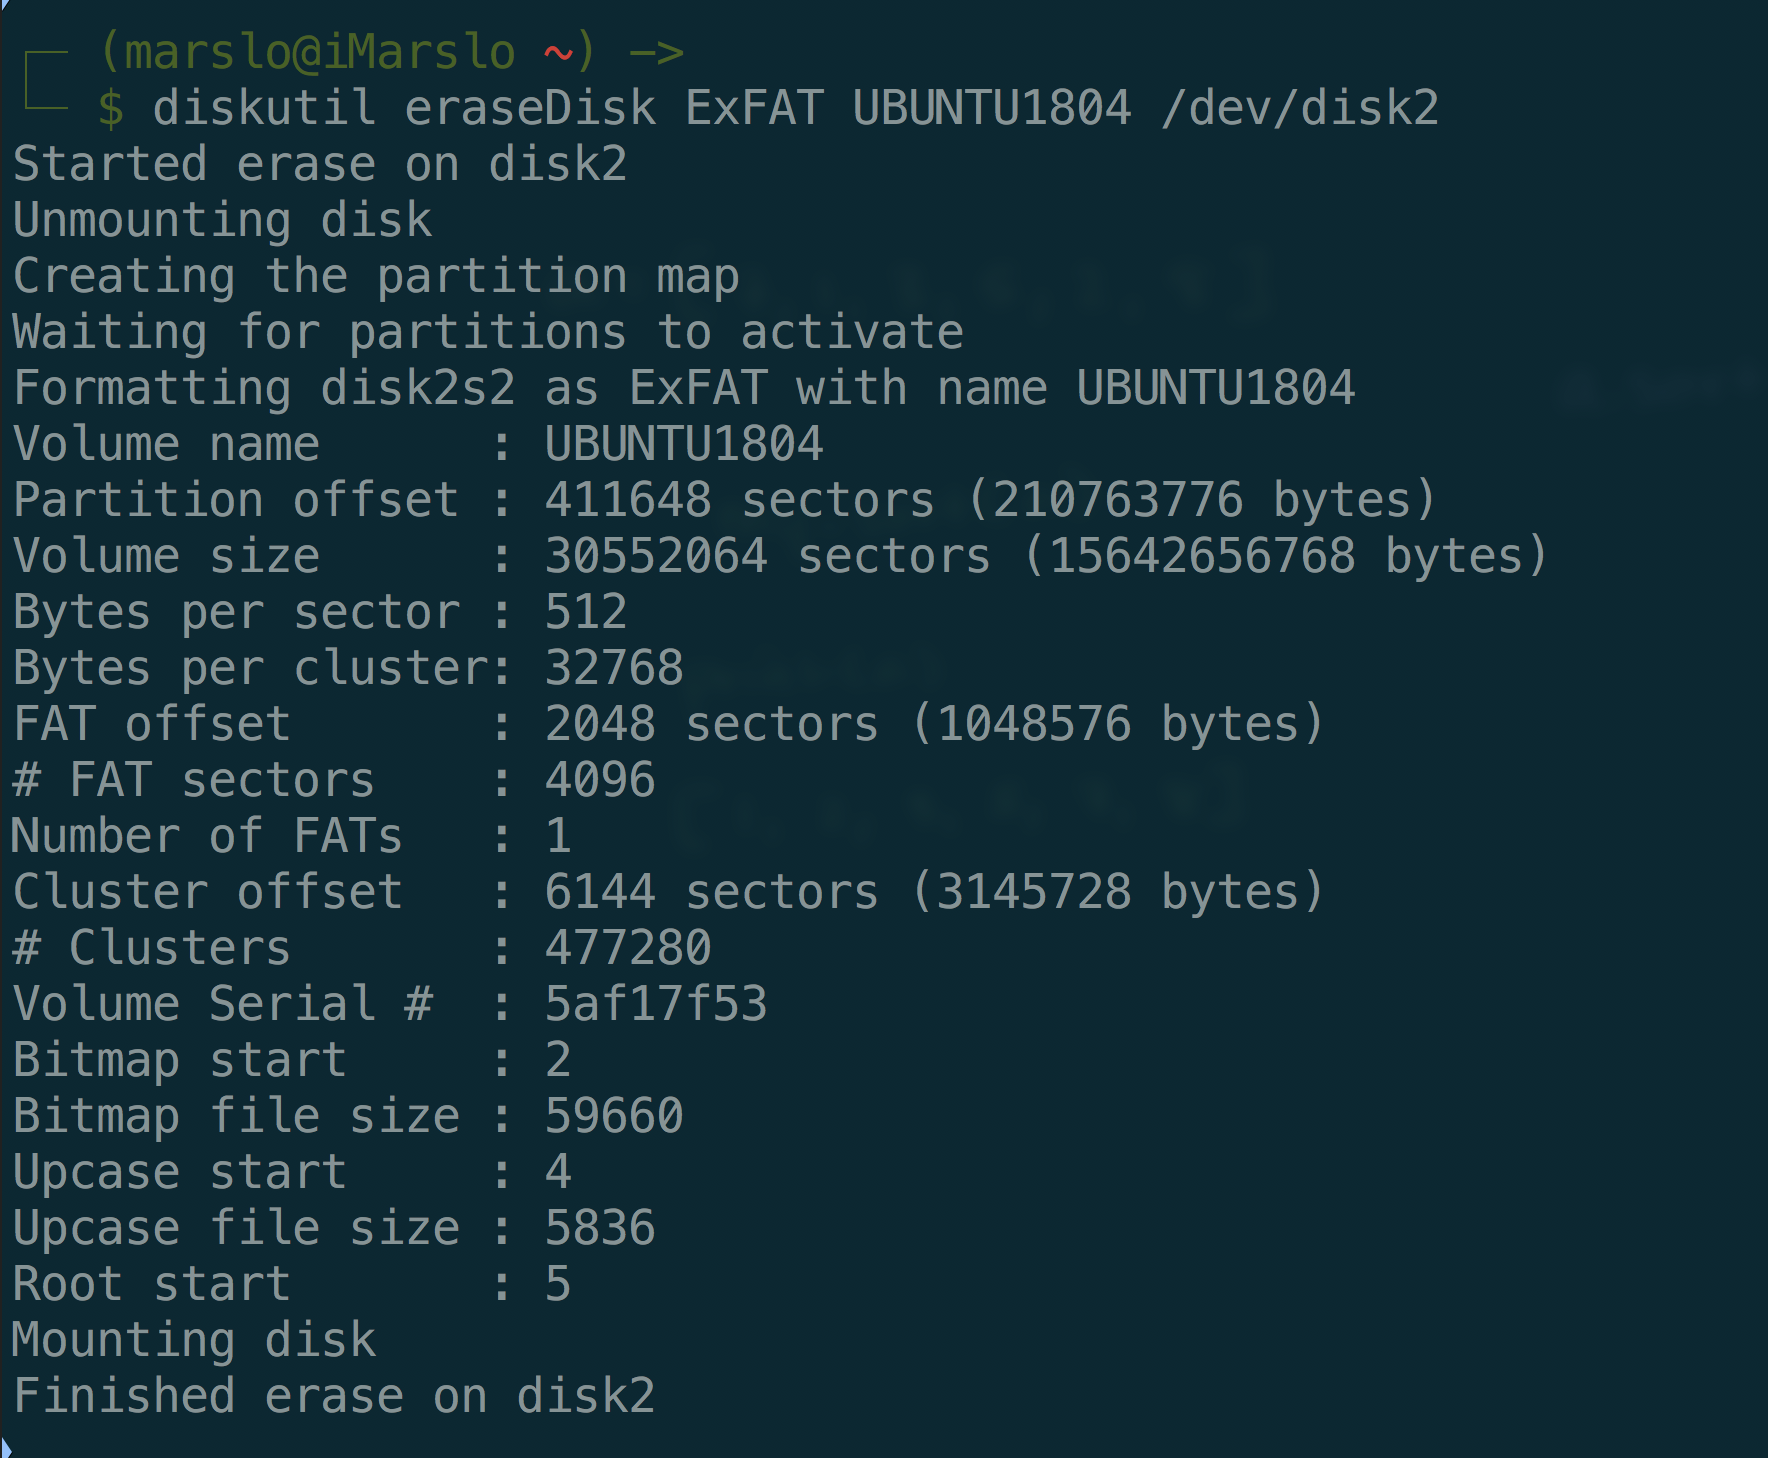 (marslo@iMarslo ~) ->
$ diskutil eraseDisk ExFAT UBUNTU1804 /dev/disk2
Started erase on disk2
Unmounting disk
Creating the partition map
Waiting for partitions to activate
Formatting disk2s2 as ExFAT with name UBUNTU1804
Volume name      : UBUNTU1804
Partition offset : 411648 sectors (210763776 bytes)
Volume size      : 30552064 sectors (15642656768 bytes)
Bytes per sector : 512
Bytes per cluster: 32768
FAT offset       : 2048 sectors (1048576 bytes)
# FAT sectors    : 4096
Number of FATs   : 1
Cluster offset   : 6144 sectors (3145728 bytes)
# Clusters       : 477280
Volume Serial #  : 5af17f53
Bitmap start     : 2
Bitmap file size : 59660
Upcase start     : 4
Upcase file size : 5836
Root start       : 5
Mounting disk
Finished erase on disk2